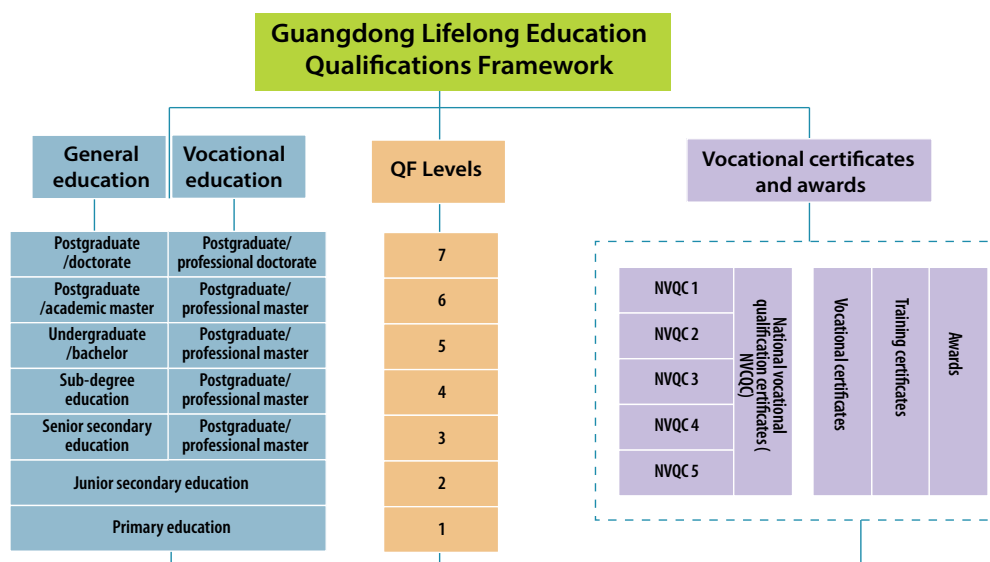 Guangdong Lifelong Education
Qualifications Framework
General
education
Vocational
education
QF Levels
Vocational certificates
and awards
Postgraduate
/doctorate
Postgraduate/
professional doctorate
7
Postgraduate
/academic master
Postgraduate/
professional master
6
Undergraduate
/bachelor
Postgraduate/
professional master
5
Sub-degree
education
Postgraduate/
professional master
4
Senior secondary
education
Postgraduate/
professional master
3
Junior secondary education
2
Primary education
1
NVQC 1
NVQC 2
NVQC 3
NVQC 4
NVQC 5
National vocational
qualification certificates (
NVCQC)
Vocational certificates
Training certificates
Awards